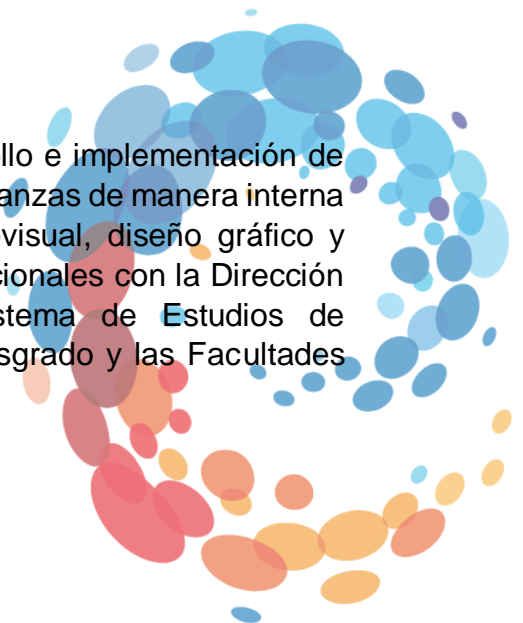 llo e implementación de
anzas de manera interna
ovisual, diseño gráfico y
cionales con la Dirección
stema de Estudios de
sgrado y las Facultades